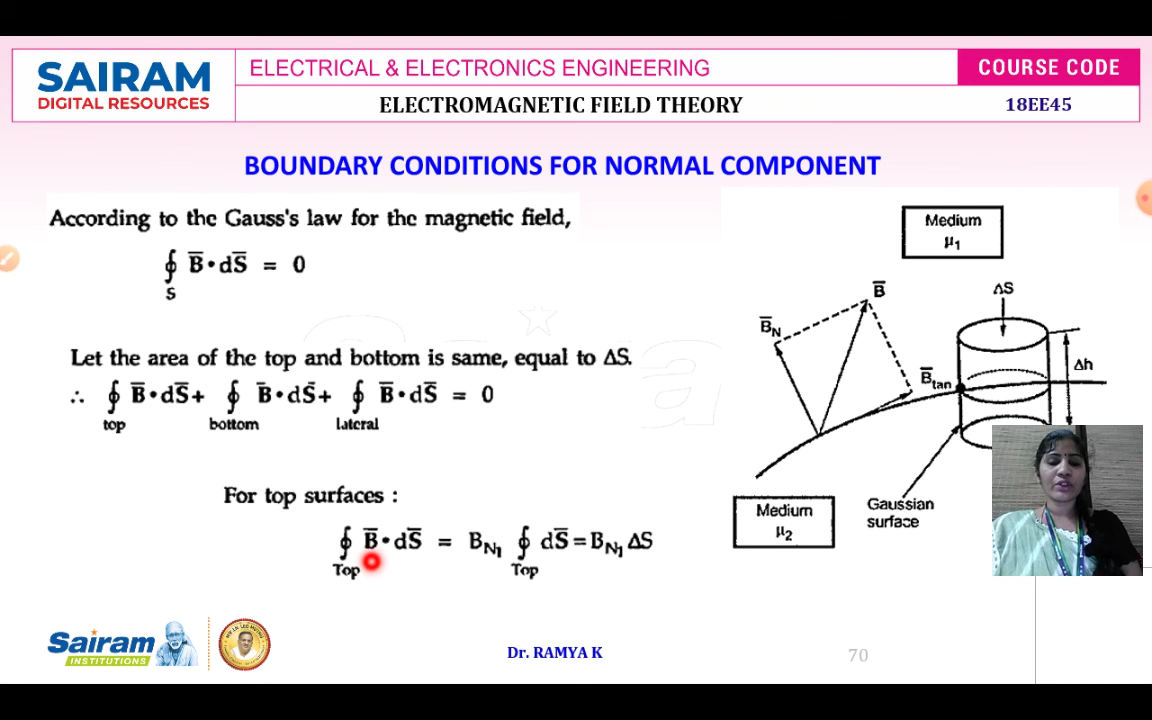 SAIRAM
DIGITAL RESOURCES
ELECTRICAL & ELECTRONICS ENGINEERING
COURSE CODE
ELECTROMAGNETIC FIELD THEORY
18EE45
BOUNDARY CONDITIONS FOR NORMAL COMPONENT
According to the Gauss's law for the magnetic field,
∮ B̅ • dS̅ = 0
S
Let the area of the top and bottom is same, equal to ΔS.
∴ ∮ B̅ • dS̅ + ∮ B̅ • dS̅ + ∮ B̅ • dS̅ = 0
top bottom lateral
For top surfaces :
∮ B̅ • dS̅ = B_N₁ ∮ dS̅ = B_N₁ ΔS
Top Top
Medium
μ₁
ΔS
B̅
B̅_N
B̅_tan
Δh
Gaussian
surface
Medium
μ₂
Sairam
INSTITUTIONS
Dr. RAMYA K
70